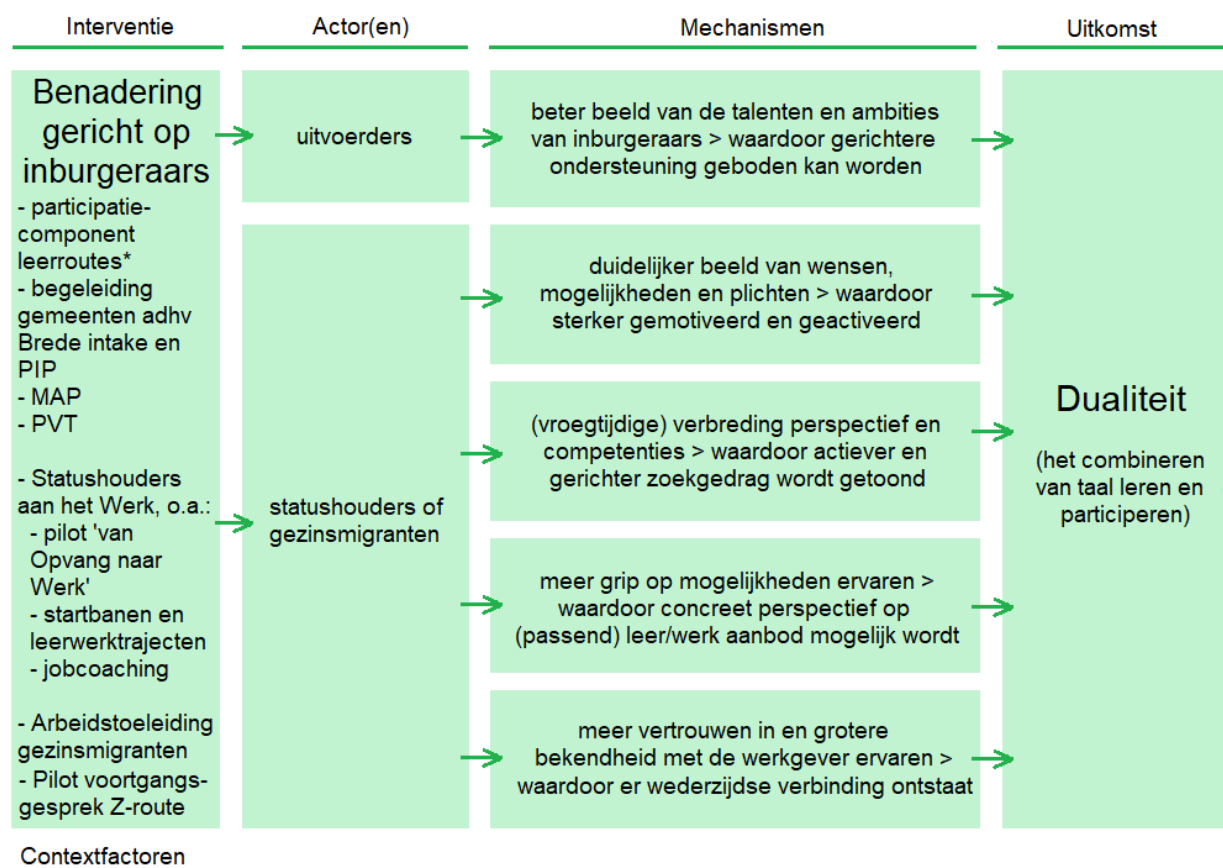 Interventie
Actor(en)
Mechanismen
Uitkomst
Benadering
gericht op
inburgeraars
- participatie-
component
leerroutes*
- begeleiding
gemeenten adhv
Brede intake en
PIP
- MAP
- PVT
- Statushouders
aan het Werk, o.a.:
- pilot 'van
Opvang naar
Werk'
- startbanen en
leerwerktrajecten
- jobcoaching
- Arbeidstoeleiding
gezinsmigranten
- Pilot voortgangs-
gesprek Z-route
uitvoerders
statushouders of
gezinsmigranten
beter beeld van de talenten en ambities
van inburgeraars > waardoor gerichtere
ondersteuning geboden kan worden
duidelijker beeld van wensen,
mogelijkheden en plichten > waardoor
sterker gemotiveerd en geactiveerd
(vroegtijdige) verbreding perspectief en
competenties > waardoor actiever en
gerichter zoekgedrag wordt getoond
meer grip op mogelijkheden ervaren >
waardoor concreet perspectief op
(passend) leer/werk aanbod mogelijk wordt
meer vertrouwen in en grotere
bekendheid met de werkgever ervaren >
waardoor er wederzijdse verbinding ontstaat
Dualiteit
(het combineren
van taal leren en
participeren)
Contextfactoren